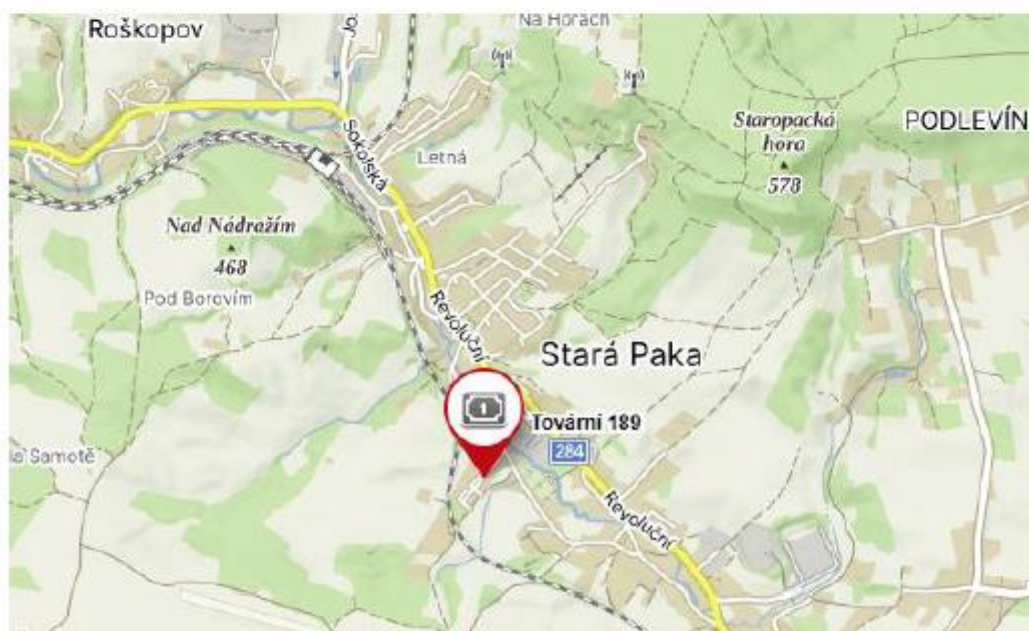 Roškopov
Na Horách
Sokolská
Letná
Staropacká
hora
578
PODLEVÍN
Nad Nádražím
468
Pod Borovím
Revoluční
Stará Paka
1
Tovární 189
284
Samotě
Revoluční